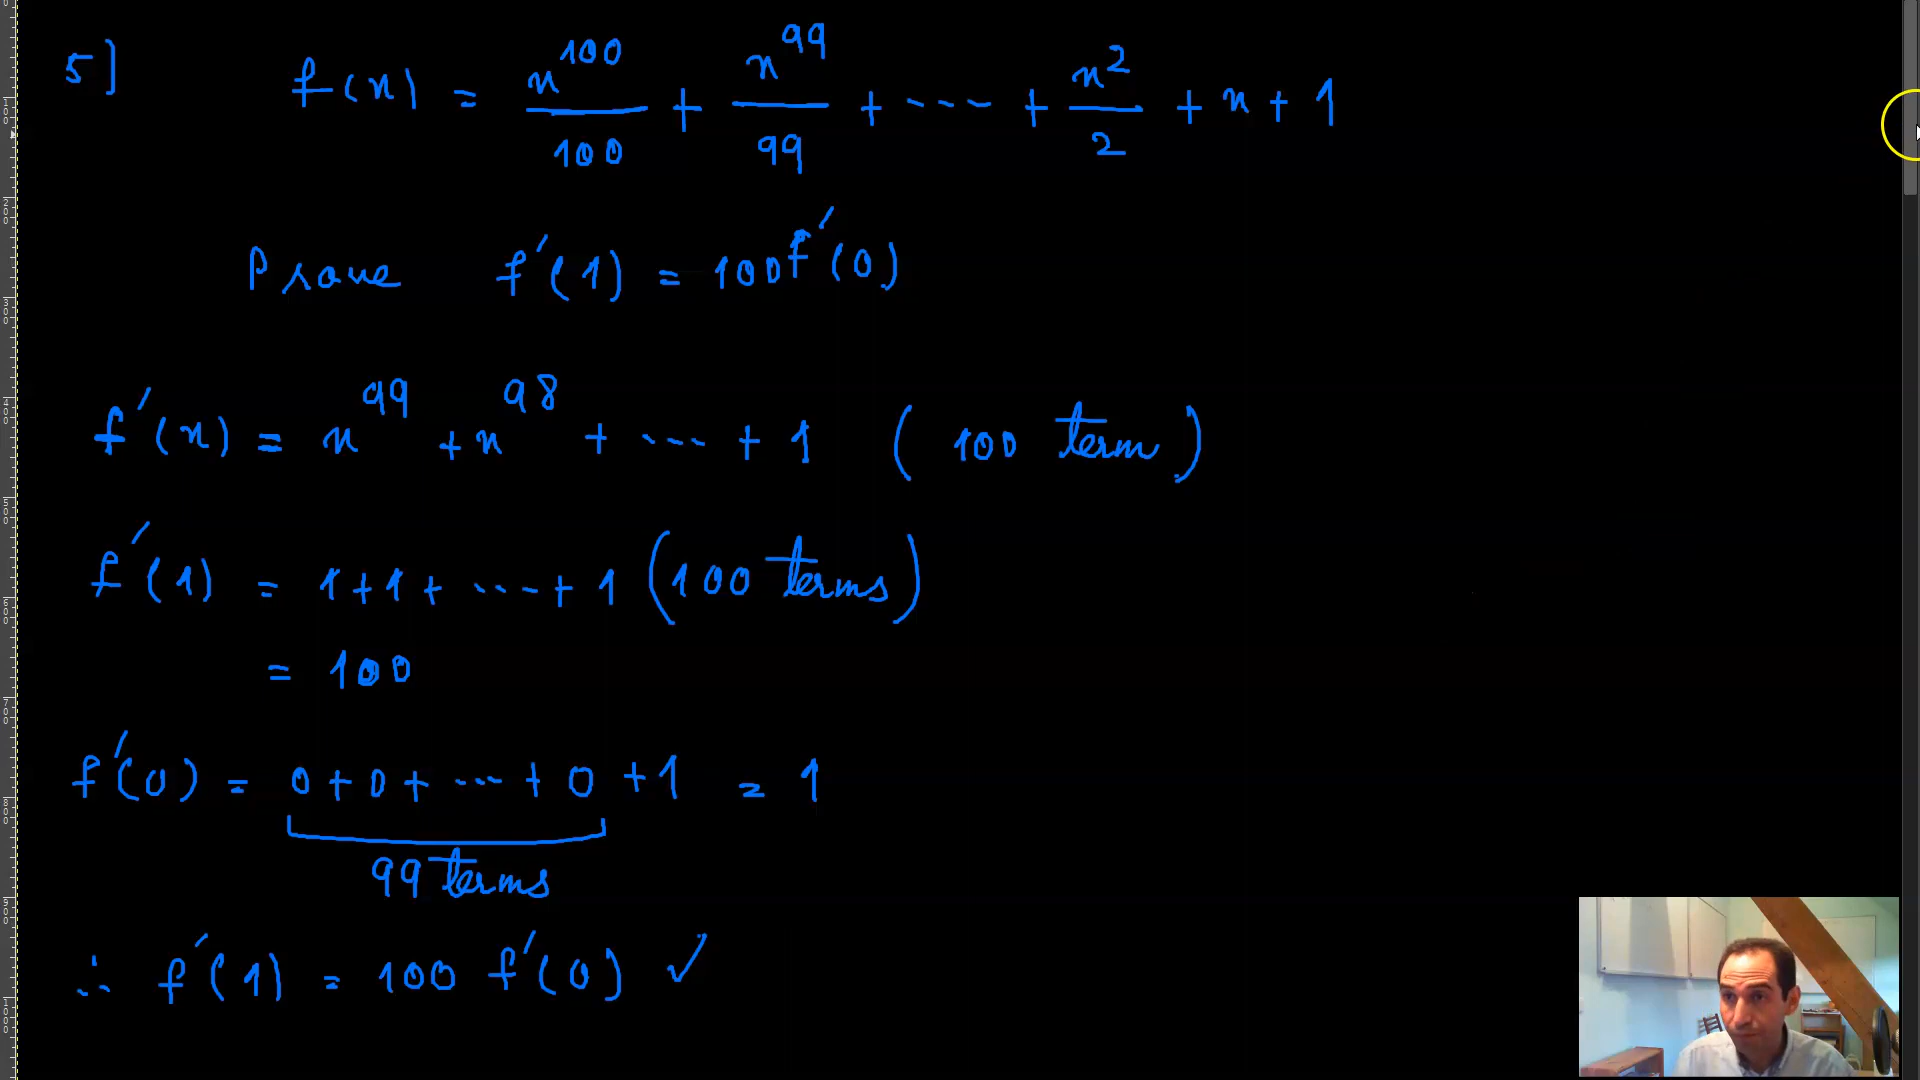 5] f(x) = x^100/100 + x^99/99 + --- + x^2/2 + x + 1
Prove f'(1) = 100f'(0)
f'(x) = x^99 + x^98 + --- + 1 (100 term)
f'(1) = 1+1+ --- + 1 (100 terms)
= 100
f'(0) = 0+0+ --- + 0 + 1 = 1
99 terms
∴ f'(1) = 100 f'(0) ✓